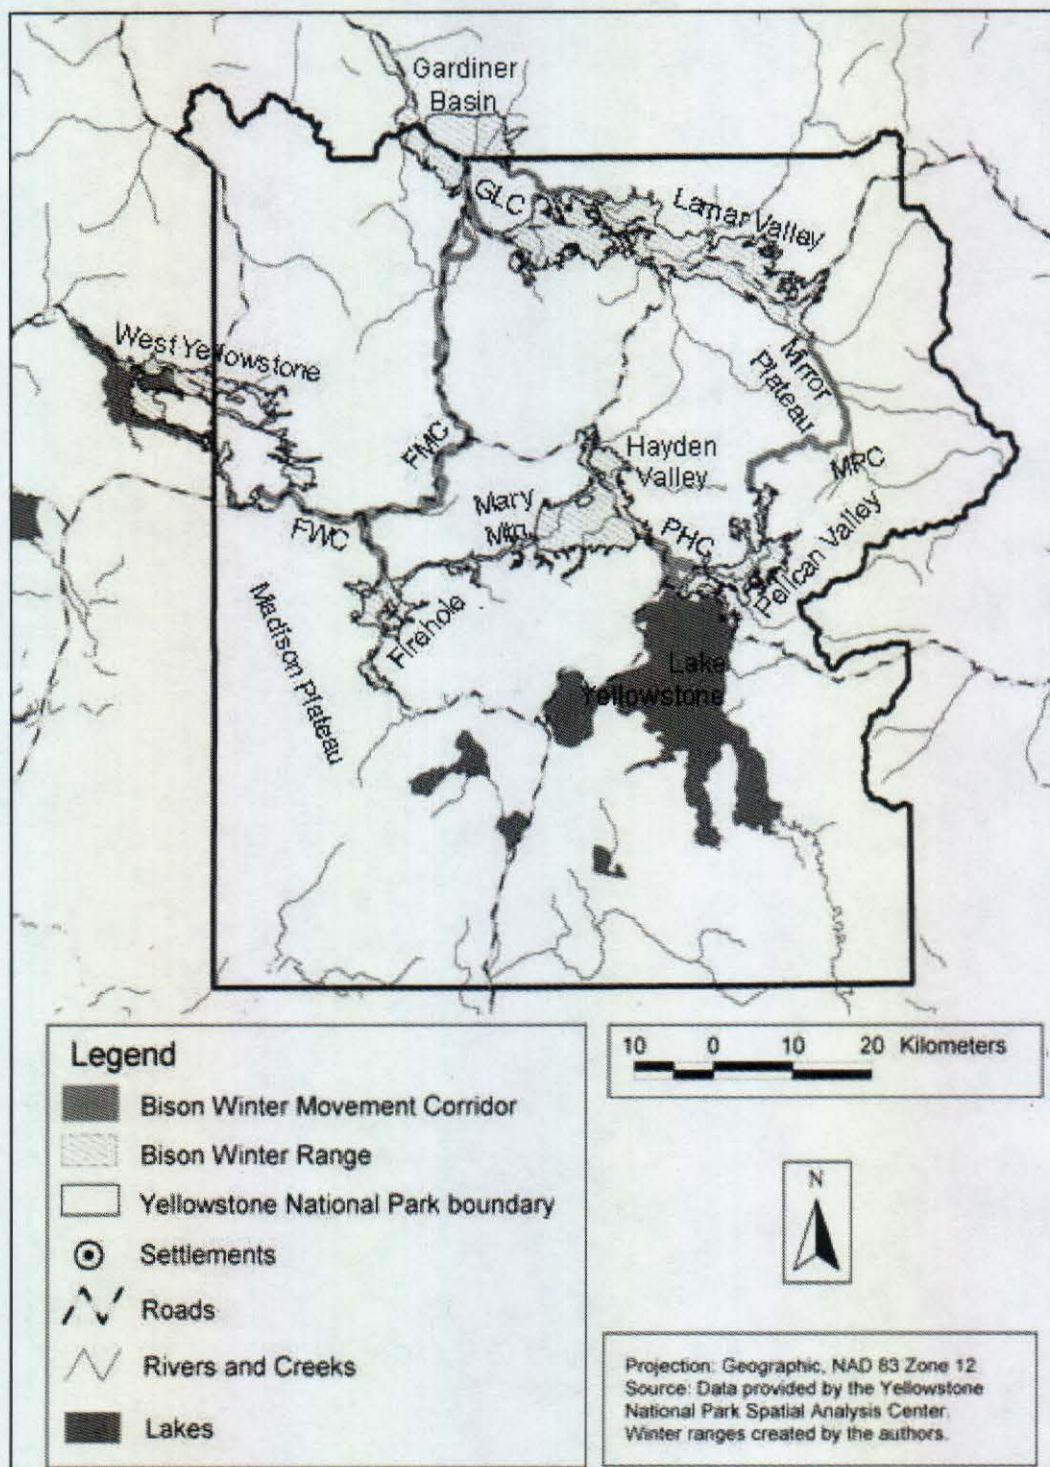 Gardiner
Basin
GLC
Lamar Valley
West Yellowstone
Mirror
Plateau
FMC
Hayden
Valley
MRC
Mary
Mtn
FWC
PHC
Pelican Valley
Firehole
Madison Plateau
Lake
Yellowstone
Legend
Bison Winter Movement Corridor
Bison Winter Range
Yellowstone National Park boundary
Settlements
Roads
Rivers and Creeks
Lakes
10 0 10 20 Kilometers
N
Projection: Geographic, NAD 83 Zone 12
Source: Data provided by the Yellowstone
National Park Spatial Analysis Center.
Winter ranges created by the authors.